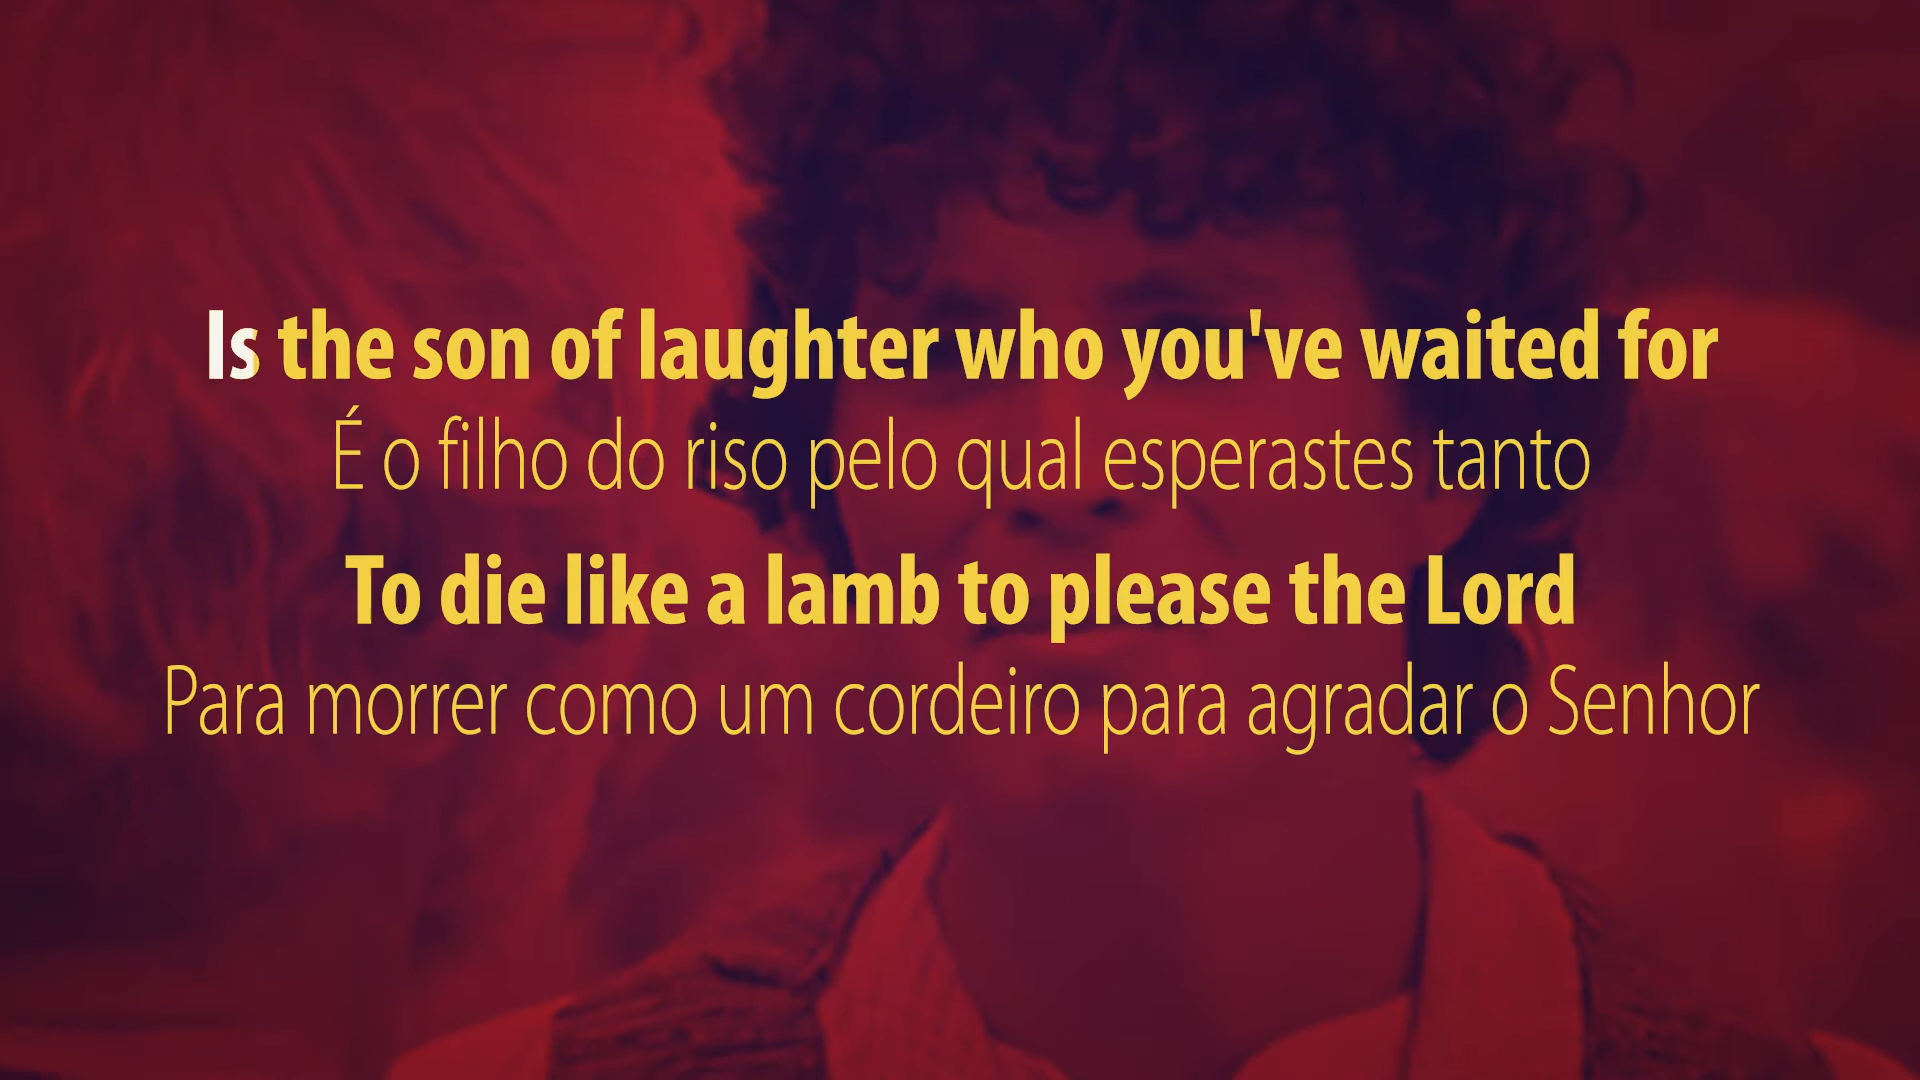 Is the son of laughter who you've waited for
É o filho do riso pelo qual esperastes tanto
To die like a lamb to please the Lord
Para morrer como um cordeiro para agradar o Senhor